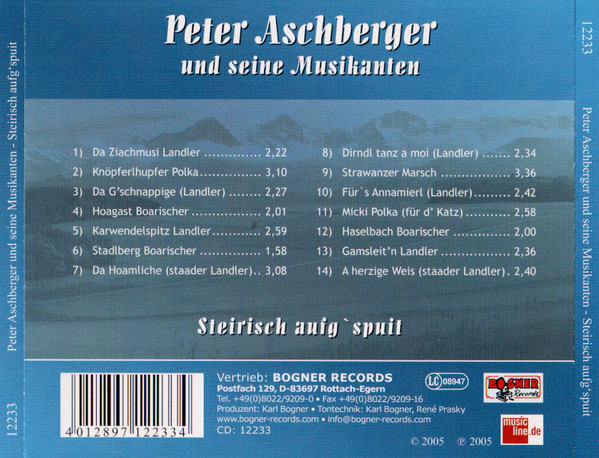 Peter Aschberger
und seine Musikanten
1) Da Ziachmusi Landler .............. 2,22
2) Knöpferlhupfer Polka .............. 3,10
3) Da G'schnappige (Landler) ........ 2,27
4) Hoagast Boarischer ................ 2,01
5) Karwendelspitz Landler ........... 2,59
6) Stadlberg Boarischer .............. 1,58
7) Da Hoamliche (staader Landler).. 3,08
8) Dirndl tanz a moi (Landler) ...... 2,34
9) Strawanzer Marsch ................ 3,36
10) Für`s Annamierl (Landler) ....... 2,42
11) Micki Polka (für d' Katz) ......... 2,58
12) Haselbach Boarischer ............ 2,00
13) Gamsleit'n Landler ................ 2,36
14) A herzige Weis (staader Landler). 2,40
Steirisch aufg`spuit
4012897122334
Vertrieb: BOGNER RECORDS
Postfach 129, D-83697 Rottach-Egern
Tel. +49(0)8022/9209-0 • Fax +49(0)8022/9209-16
Produzent: Karl Bogner • Tontechnik: Karl Bogner, René Prasky
www.bogner-records.com • info@bogner-records.com
CD: 12233
LC 08947
BOGNER
Records
music
line.de
© 2005 ℗ 2005
12233 Peter Aschberger und seine Musikanten - Steirisch aufg`spuit
12233 Peter Aschberger und seine Musikanten - Steirisch aufg`spuit